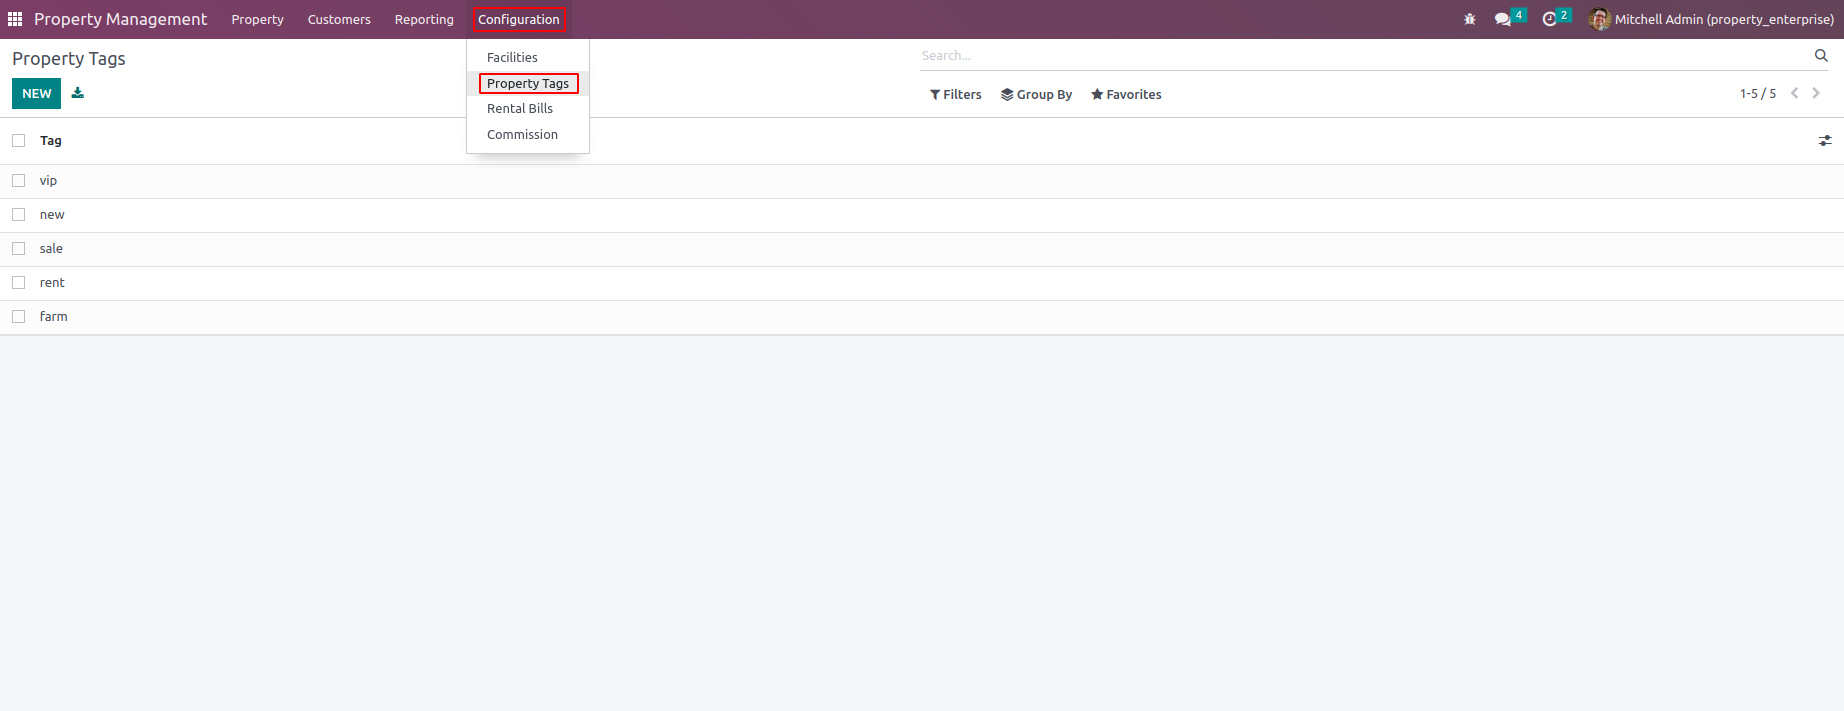 Property Management Property Customers Reporting Configuration 4 2 Mitchell Admin (property_enterprise)
Property Tags Search...
NEW Filters Group By Favorites 1-5 / 5
Facilities
Property Tags
Rental Bills
Commission
Tag
vip
new
sale
rent
farm